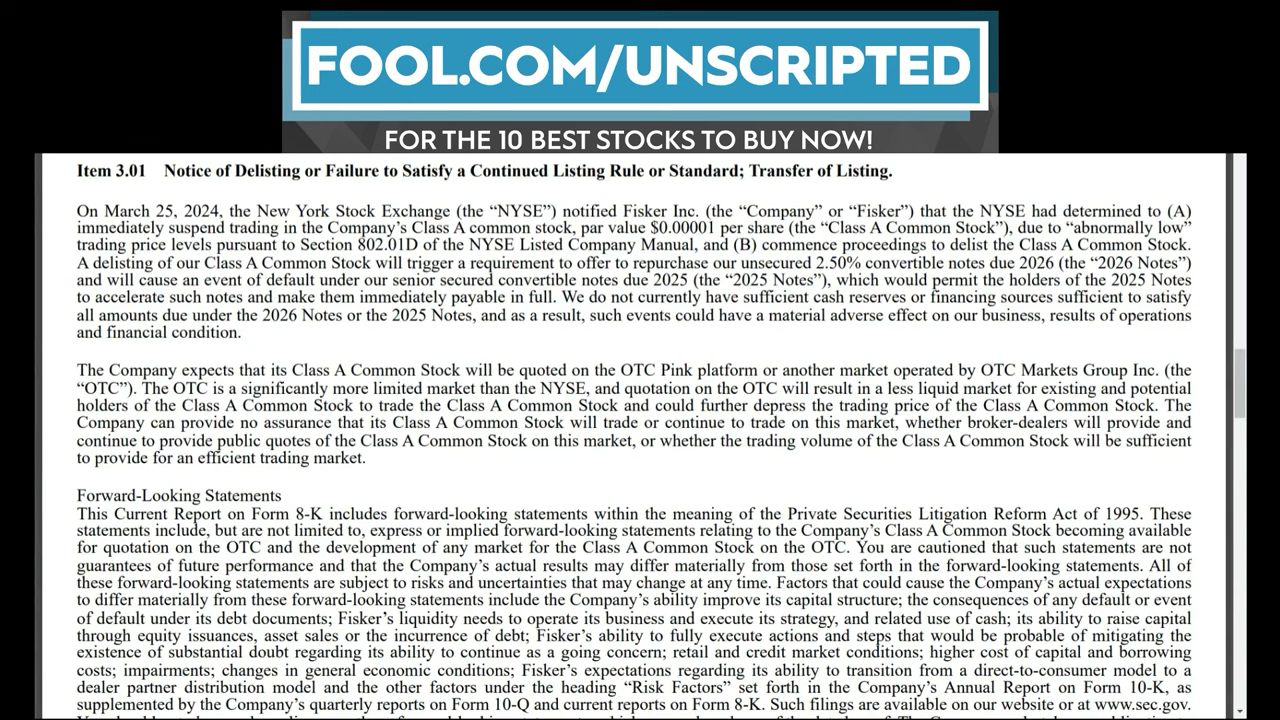 FOOL.COM/UNSCRIPTED
FOR THE 10 BEST STOCKS TO BUY NOW!
Item 3.01 Notice of Delisting or Failure to Satisfy a Continued Listing Rule or Standard; Transfer of Listing.
On March 25, 2024, the New York Stock Exchange (the “NYSE”) notified Fisker Inc. (the “Company” or “Fisker”) that the NYSE had determined to (A)
immediately suspend trading in the Company’s Class A common stock, par value $0.00001 per share (the “Class A Common Stock”), due to “abnormally low”
trading price levels pursuant to Section 802.01D of the NYSE Listed Company Manual, and (B) commence proceedings to delist the Class A Common Stock.
A delisting of our Class A Common Stock will trigger a requirement to offer to repurchase our unsecured 2.50% convertible notes due 2026 (the “2026 Notes”)
and will cause an event of default under our senior secured convertible notes due 2025 (the “2025 Notes”), which would permit the holders of the 2025 Notes
to accelerate such notes and make them immediately payable in full. We do not currently have sufficient cash reserves or financing sources sufficient to satisfy
all amounts due under the 2026 Notes or the 2025 Notes, and as a result, such events could have a material adverse effect on our business, results of operations
and financial condition.
The Company expects that its Class A Common Stock will be quoted on the OTC Pink platform or another market operated by OTC Markets Group Inc. (the
“OTC”). The OTC is a significantly more limited market than the NYSE, and quotation on the OTC will result in a less liquid market for existing and potential
holders of the Class A Common Stock to trade the Class A Common Stock and could further depress the trading price of the Class A Common Stock. The
Company can provide no assurance that its Class A Common Stock will trade or continue to trade on this market, whether broker-dealers will provide and
continue to provide public quotes of the Class A Common Stock on this market, or whether the trading volume of the Class A Common Stock will be sufficient
to provide for an efficient trading market.
Forward-Looking Statements
This Current Report on Form 8-K includes forward-looking statements within the meaning of the Private Securities Litigation Reform Act of 1995. These
statements include, but are not limited to, express or implied forward-looking statements relating to the Company’s Class A Common Stock becoming available
for quotation on the OTC and the development of any market for the Class A Common Stock on the OTC. You are cautioned that such statements are not
guarantees of future performance and that the Company’s actual results may differ materially from those set forth in the forward-looking statements. All of
these forward-looking statements are subject to risks and uncertainties that may change at any time. Factors that could cause the Company’s actual expectations
to differ materially from these forward-looking statements include the Company’s ability improve its capital structure; the consequences of any default or event
of default under its debt documents; Fisker’s liquidity needs to operate its business and execute its strategy, and related use of cash; its ability to raise capital
through equity issuances, asset sales or the incurrence of debt; Fisker’s ability to fully execute actions and steps that would be probable of mitigating the
existence of substantial doubt regarding its ability to continue as a going concern; retail and credit market conditions; higher cost of capital and borrowing
costs; impairments; changes in general economic conditions; Fisker’s expectations regarding its ability to transition from a direct-to-consumer model to a
dealer partner distribution model and the other factors under the heading “Risk Factors” set forth in the Company’s Annual Report on Form 10-K, as
supplemented by the Company’s quarterly reports on Form 10-Q and current reports on Form 8-K. Such filings are available on our website or at www.sec.gov.